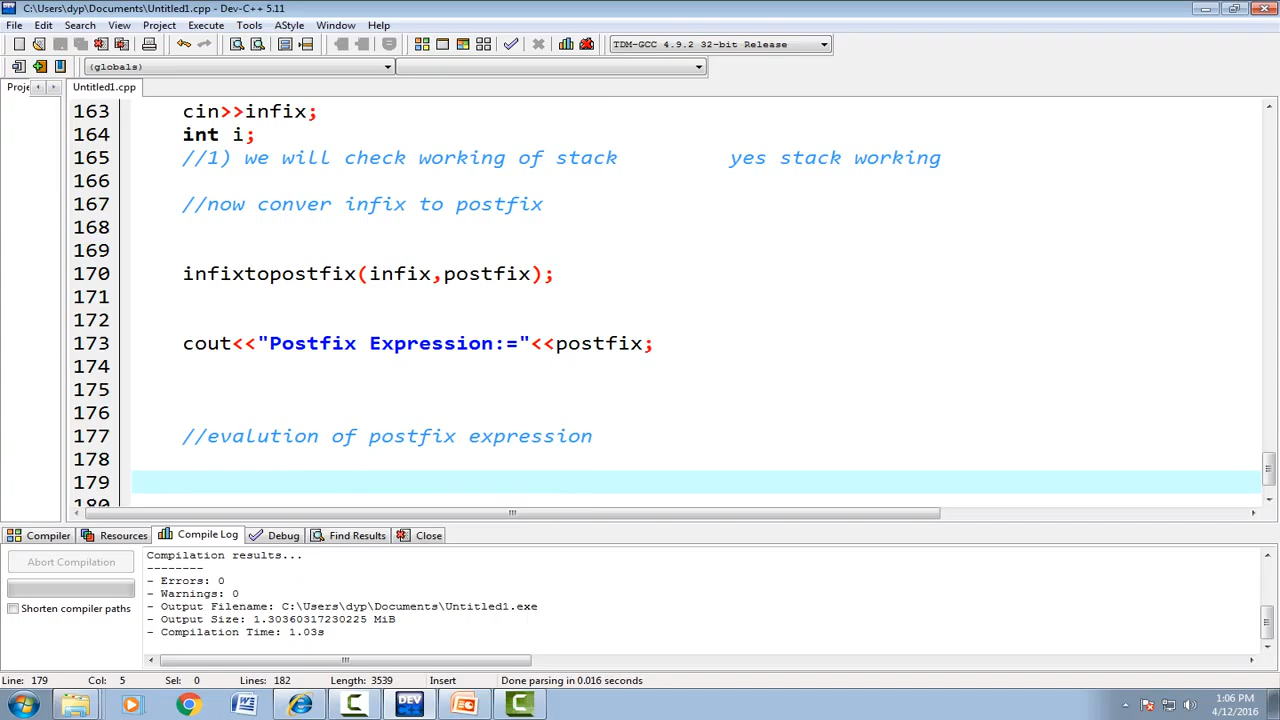 C:\Users\dyp\Documents\Untitled1.cpp - Dev-C++ 5.11
File Edit Search View Project Execute Tools AStyle Window Help
TDM-GCC 4.9.2 32-bit Release
(globals)
Proje Untitled1.cpp
163 cin>>infix;
164 int i;
165 //1) we will check working of stack yes stack working
166
167 //now conver infix to postfix
168
169
170 infixtopostfix(infix,postfix);
171
172
173 cout<<"Postfix Expression:="<<postfix;
174
175
176
177 //evalution of postfix expression
178
179
180
Compiler Resources Compile Log Debug Find Results Close
Abort Compilation
Shorten compiler paths
Compilation results...
--------
- Errors: 0
- Warnings: 0
- Output Filename: C:\Users\dyp\Documents\Untitled1.exe
- Output Size: 1.30360317230225 MiB
- Compilation Time: 1.03s
Line: 179 Col: 5 Sel: 0 Lines: 182 Length: 3539 Insert Done parsing in 0.016 seconds
1:06 PM
4/12/2016